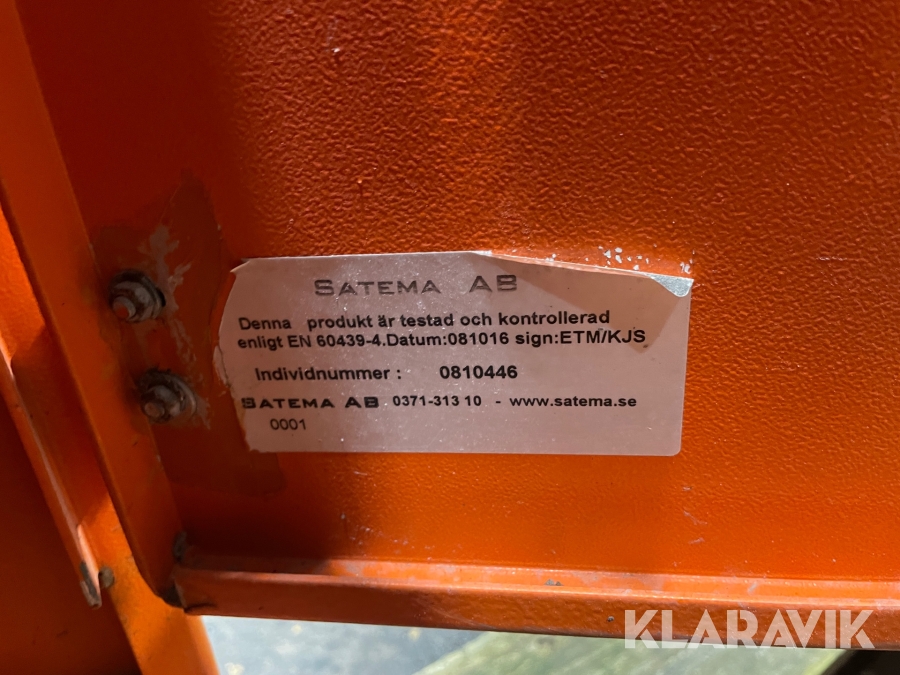 SATEMA AB
Denna produkt är testad och kontrollerad
enligt EN 60439-4.Datum:081016 sign:ETM/KJS
Individnummer : 0810446
SATEMA AB 0371-313 10 - www.satema.se
0001
KLARAVIK